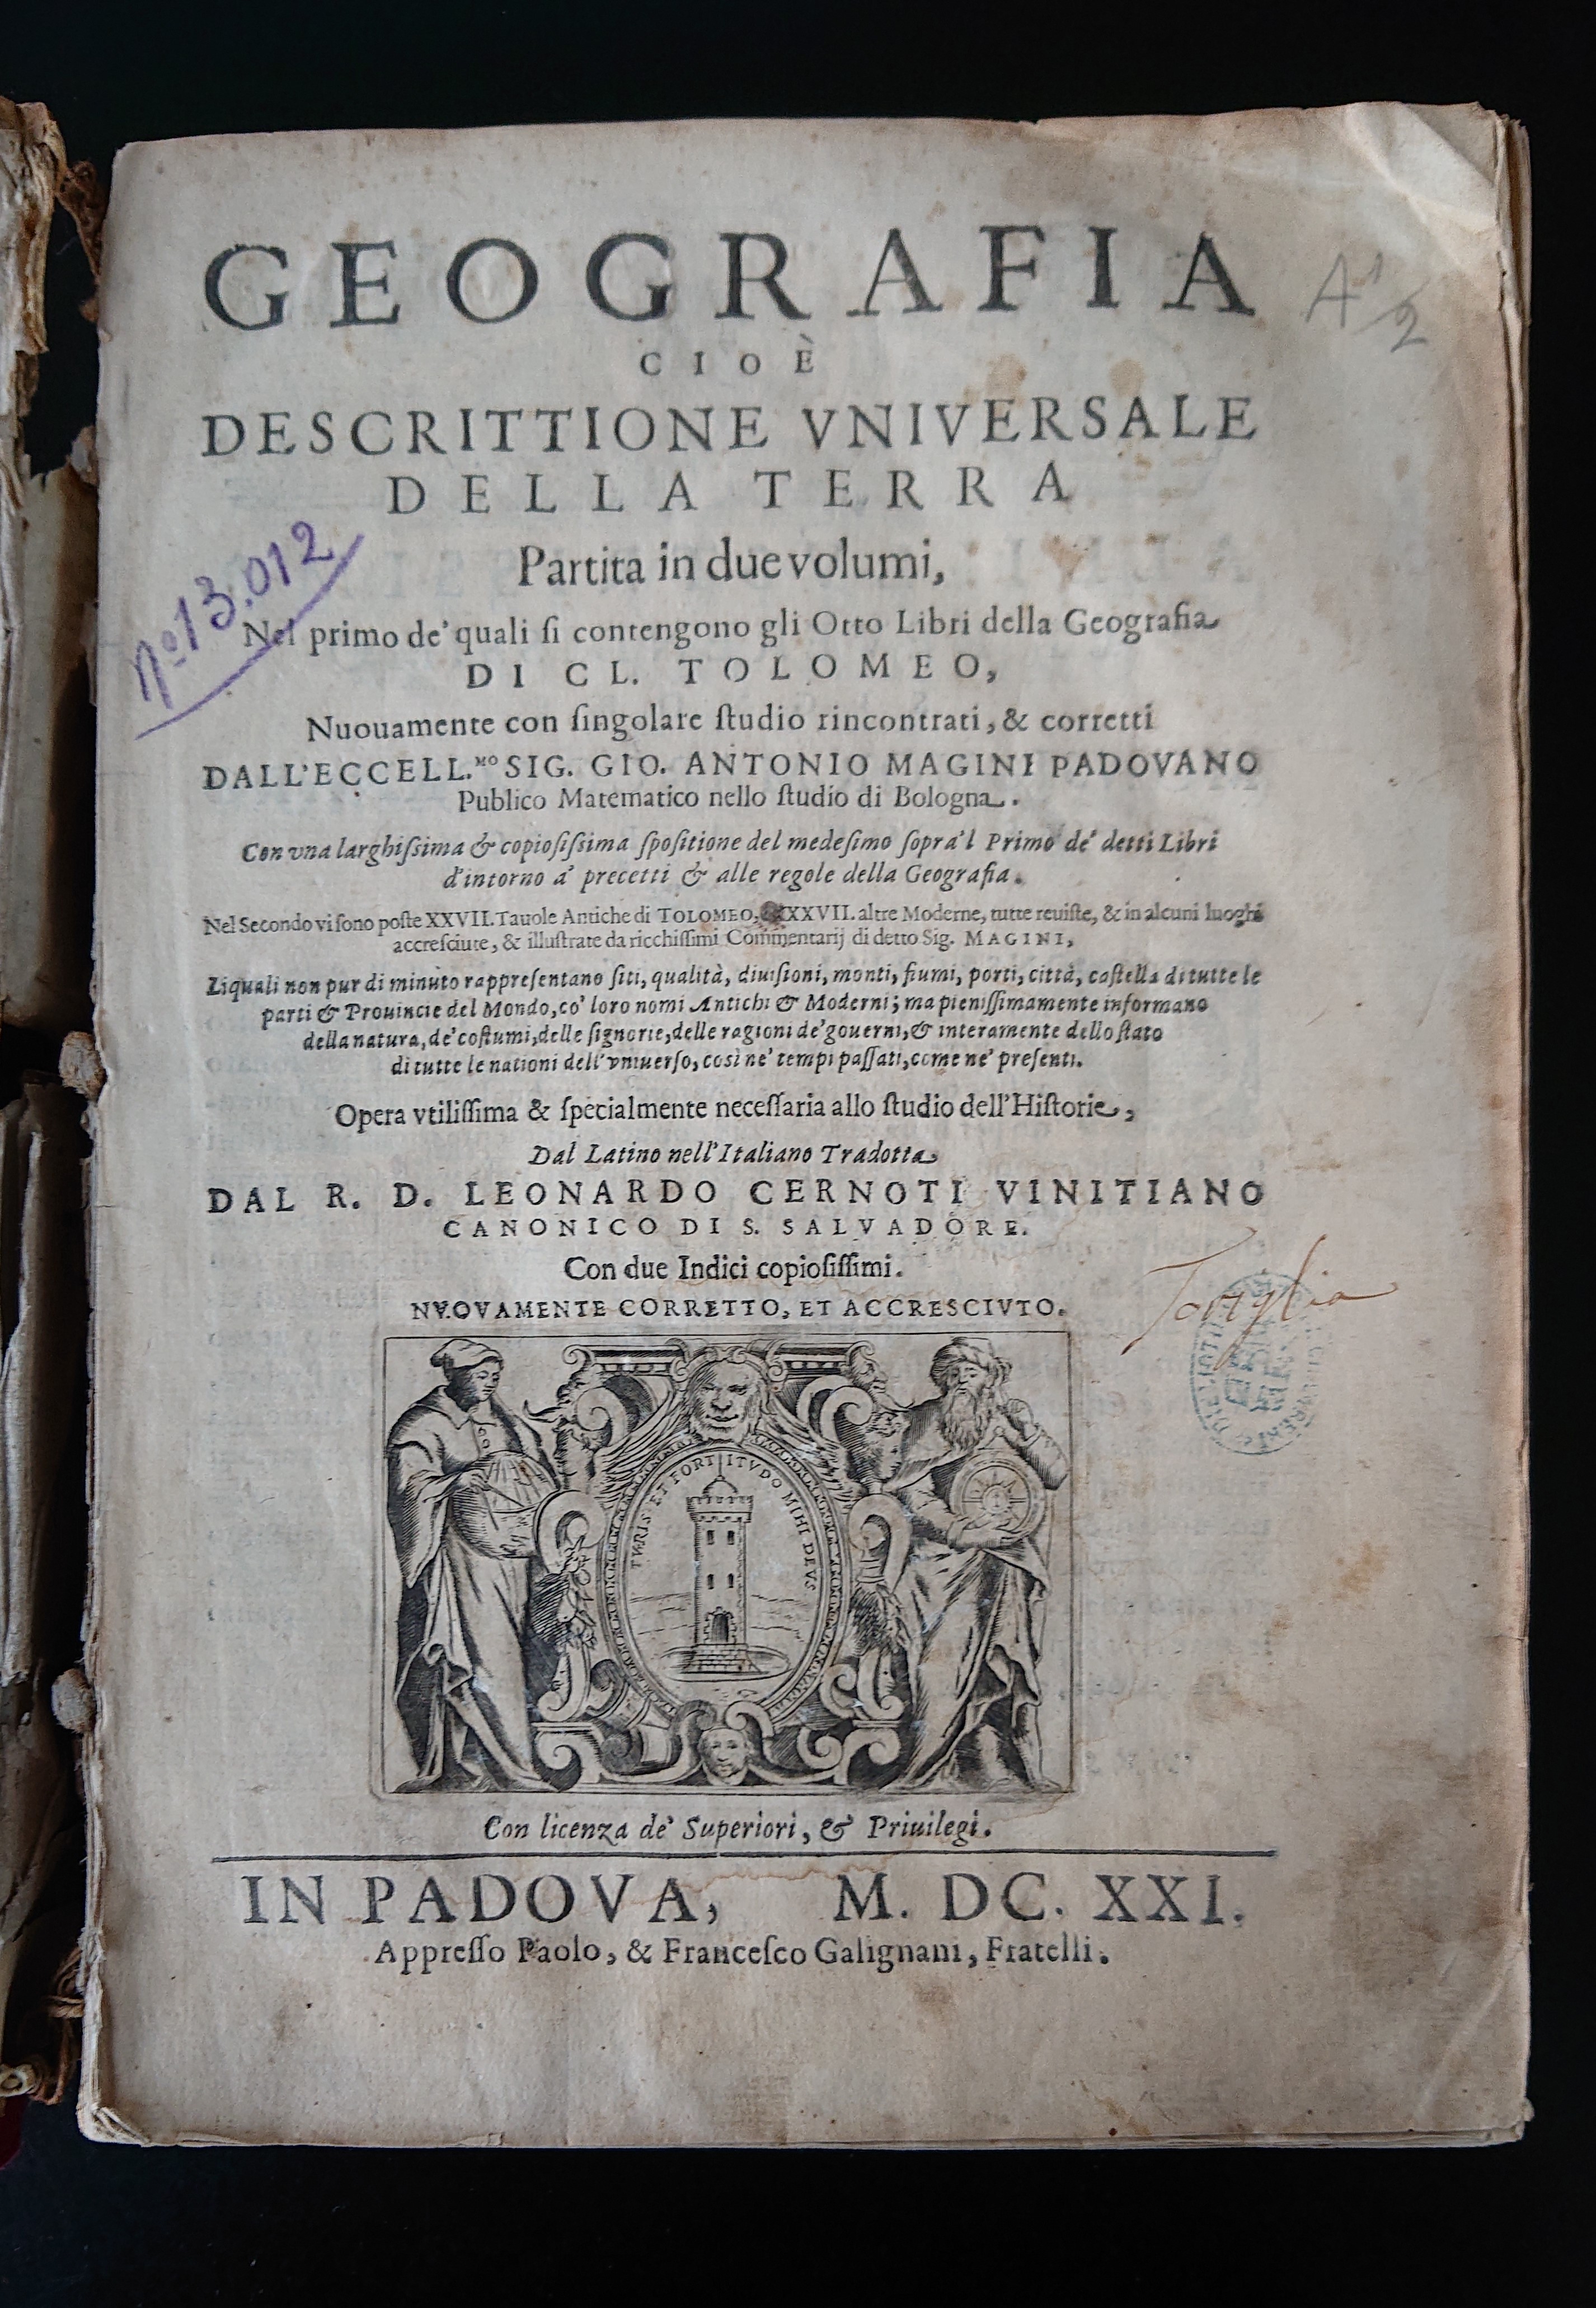 GEOGRAFIA
A 1/2
CIOÈ
DESCRITTIONE VNIVERSALE
DELLA TERRA
Partita in due volumi,
nº 13.012
Nel primo de' quali ſi contengono gli Otto Libri della Geografia
DI CL. TOLOMEO,
Nuouamente con ſingolare ſtudio rincontrati, & corretti
DALL'ECCELL.MO SIG. GIO. ANTONIO MAGINI PADOVANO
Publico Matematico nello ſtudio di Bologna.
Con vna larghiſsima & copioſiſsima ſpoſitione del medeſimo ſopra'l Primo de' detti Libri
d'intorno a' precetti & alle regole della Geografia.
Nel Secondo vi ſono poſte XXVII. Tauole Antiche di TOLOMEO, XXXVII. altre Moderne, tutte reuiſte, & in alcuni luoghi
accreſciute, & illuſtrate da ricchiſſimi Commentarij di detto Sig. MAGINI,
Li quali non pur di minuto rappreſentano ſiti, qualità, diuiſioni, monti, fiumi, porti, città, caſtella di tutte le
parti & Prouincie del Mondo, co' loro nomi Antichi & Moderni; ma pieniſſimamente informano
della natura, de' coſtumi, delle ſignorie, delle ragioni de' gouerni, & interamente dello ſtato
di tutte le nationi dell'vniuerſo, così ne' tempi paſſati, come ne' preſenti.
Opera vtiliſſima & ſpecialmente neceſſaria allo ſtudio dell'Hiſtorie,
Dal Latino nell'Italiano Tradotta
DAL R. D. LEONARDO CERNOTI VINITIANO
CANONICO DI S. SALVADORE.
Con due Indici copioſiſſimi.
NVOVAMENTE CORRETTO, ET ACCRESCIVTO.
TVRIS ET FORTITVDO MIHI DEVS
Con licenza de' Superiori, & Priuilegi.
IN PADOVA, M. DC. XXI.
Appreſſo Paolo, & Franceſco Galignani, Fratelli.